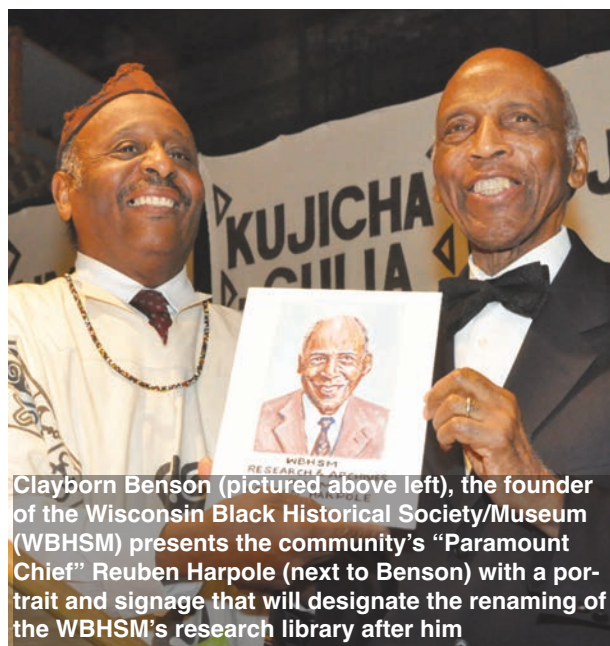 KUJICHA
GULIA
WBHSM
RESEARCH & ARCHIVES
HARPOLE
Clayborn Benson (pictured above left), the founder
of the Wisconsin Black Historical Society/Museum
(WBHSM) presents the community’s “Paramount
Chief” Reuben Harpole (next to Benson) with a por-
trait and signage that will designate the renaming of
the WBHSM’s research library after him